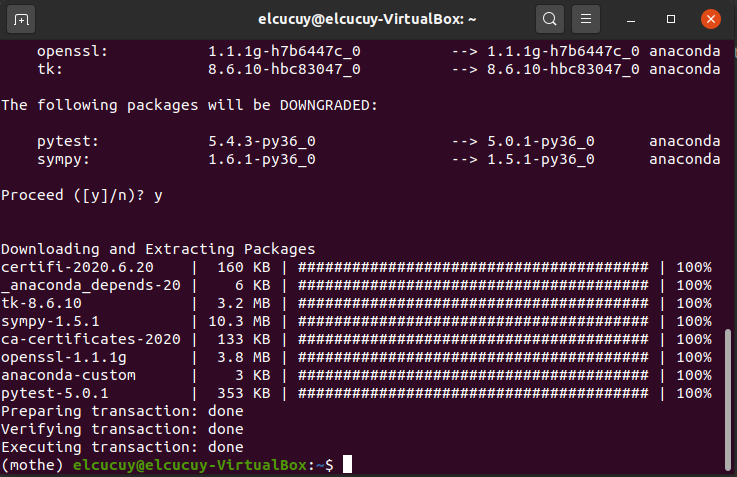 elcucuy@elcucuy-VirtualBox: ~
openssl: 1.1.1g-h7b6447c_0 --> 1.1.1g-h7b6447c_0 anaconda
tk: 8.6.10-hbc83047_0 --> 8.6.10-hbc83047_0 anaconda
The following packages will be DOWNGRADED:
pytest: 5.4.3-py36_0 --> 5.0.1-py36_0 anaconda
sympy: 1.6.1-py36_0 --> 1.5.1-py36_0 anaconda
Proceed ([y]/n)? y
Downloading and Extracting Packages
certifi-2020.6.20 | 160 KB | ####################################### | 100%
_anaconda_depends-20 | 6 KB | ####################################### | 100%
tk-8.6.10 | 3.2 MB | ####################################### | 100%
sympy-1.5.1 | 10.3 MB | ####################################### | 100%
ca-certificates-2020 | 133 KB | ####################################### | 100%
openssl-1.1.1g | 3.8 MB | ####################################### | 100%
anaconda-custom | 3 KB | ####################################### | 100%
pytest-5.0.1 | 353 KB | ####################################### | 100%
Preparing transaction: done
Verifying transaction: done
Executing transaction: done
(mothe) elcucuy@elcucuy-VirtualBox:~$